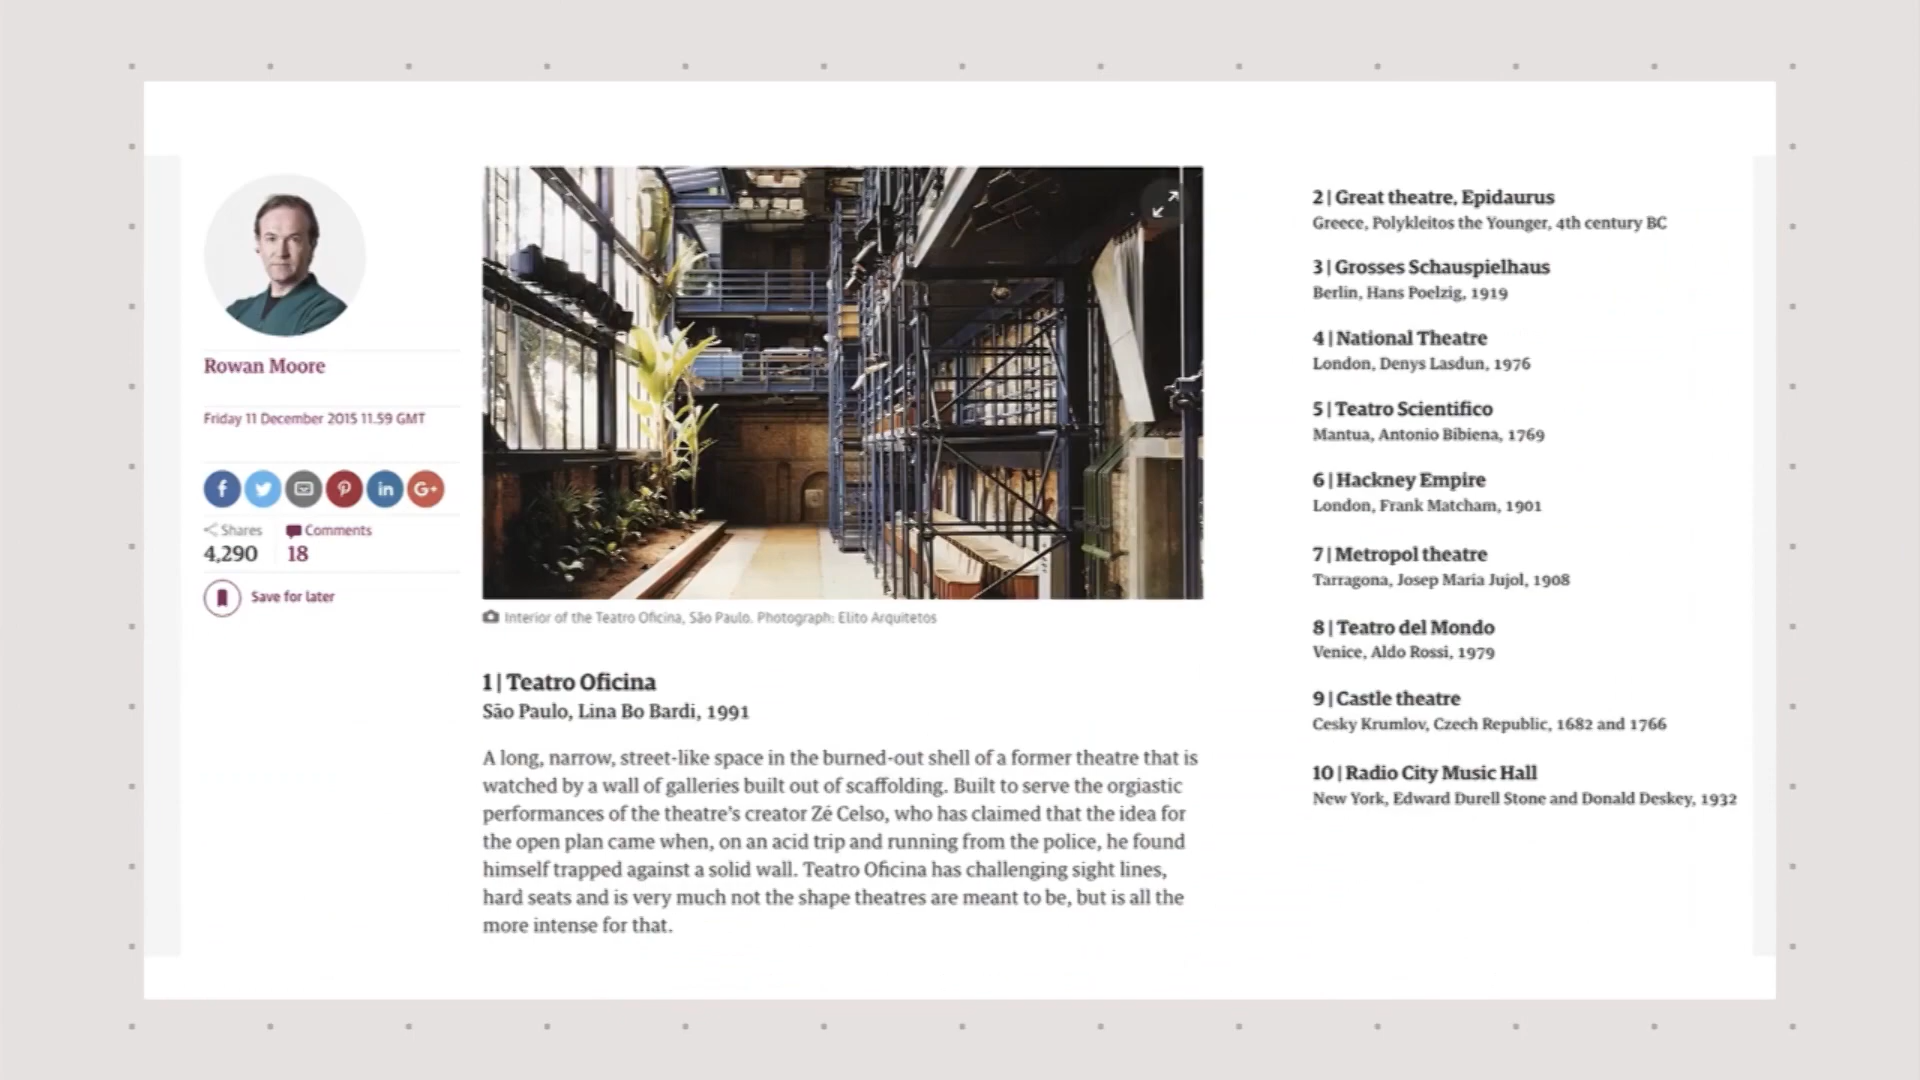 Rowan Moore
Friday 11 December 2015 11.59 GMT
Shares
4,290
Comments
18
Save for later
Interior of the Teatro Oficina, São Paulo. Photograph: Elito Arquitetos
1 | Teatro Oficina
São Paulo, Lina Bo Bardi, 1991
A long, narrow, street-like space in the burned-out shell of a former theatre that is
watched by a wall of galleries built out of scaffolding. Built to serve the orgiastic
performances of the theatre's creator Zé Celso, who has claimed that the idea for
the open plan came when, on an acid trip and running from the police, he found
himself trapped against a solid wall. Teatro Oficina has challenging sight lines,
hard seats and is very much not the shape theatres are meant to be, but is all the
more intense for that.
2 | Great theatre, Epidaurus
Greece, Polykleitos the Younger, 4th century BC
3 | Grosses Schauspielhaus
Berlin, Hans Poelzig, 1919
4 | National Theatre
London, Denys Lasdun, 1976
5 | Teatro Scientifico
Mantua, Antonio Bibiena, 1769
6 | Hackney Empire
London, Frank Matcham, 1901
7 | Metropol theatre
Tarragona, Josep Maria Jujol, 1908
8 | Teatro del Mondo
Venice, Aldo Rossi, 1979
9 | Castle theatre
Cesky Krumlov, Czech Republic, 1682 and 1766
10 | Radio City Music Hall
New York, Edward Durell Stone and Donald Deskey, 1932